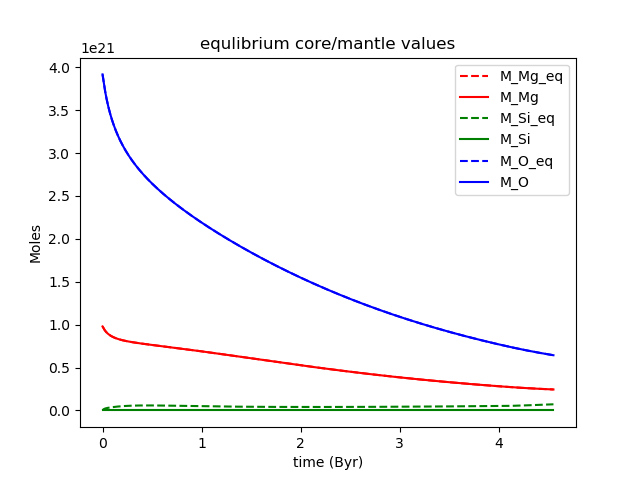 equlibrium core/mantle values
1e21
4.0
3.5
3.0
2.5
2.0
1.5
1.0
0.5
0.0
Moles
M_Mg_eq
M_Mg
M_Si_eq
M_Si
M_O_eq
M_O
0 1 2 3 4
time (Byr)